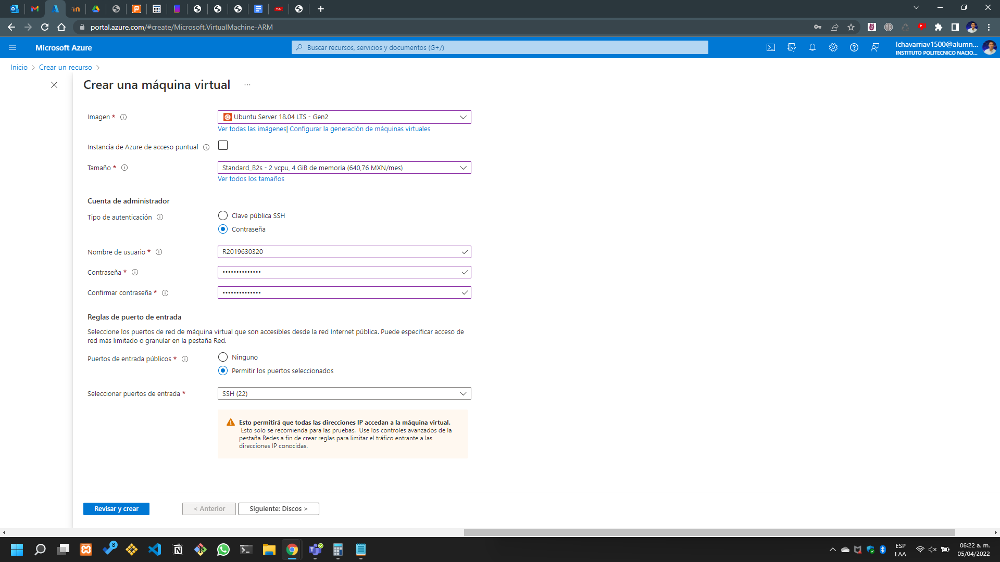 portal.azure.com/#create/Microsoft.VirtualMachine-ARM
Microsoft Azure
Buscar recursos, servicios y documentos (G+/)
lchavarriav1500@alumn...
INSTITUTO POLITECNICO NACIO...
Inicio > Crear un recurso >
Crear una máquina virtual ...
Imagen *
Ubuntu Server 18.04 LTS - Gen2
Ver todas las imágenes| Configurar la generación de máquinas virtuales
Instancia de Azure de acceso puntual
Tamaño *
Standard_B2s - 2 vcpu, 4 GiB de memoria (640,76 MXN/mes)
Ver todos los tamaños
Cuenta de administrador
Tipo de autenticación
Clave pública SSH
Contraseña
Nombre de usuario *
R2019630320
Contraseña *
••••••••••••••
Confirmar contraseña *
••••••••••••••
Reglas de puerto de entrada
Seleccione los puertos de red de máquina virtual que son accesibles desde la red Internet pública. Puede especificar acceso de
red más limitado o granular en la pestaña Red.
Puertos de entrada públicos *
Ninguno
Permitir los puertos seleccionados
Seleccionar puertos de entrada *
SSH (22)
Esto permitirá que todas las direcciones IP accedan a la máquina virtual.
Esto solo se recomienda para las pruebas. Use los controles avanzados de la
pestaña Redes a fin de crear reglas para limitar el tráfico entrante a las
direcciones IP conocidas.
Revisar y crear
< Anterior
Siguiente: Discos >
8
ESP
LAA
06:22 a. m.
05/04/2022